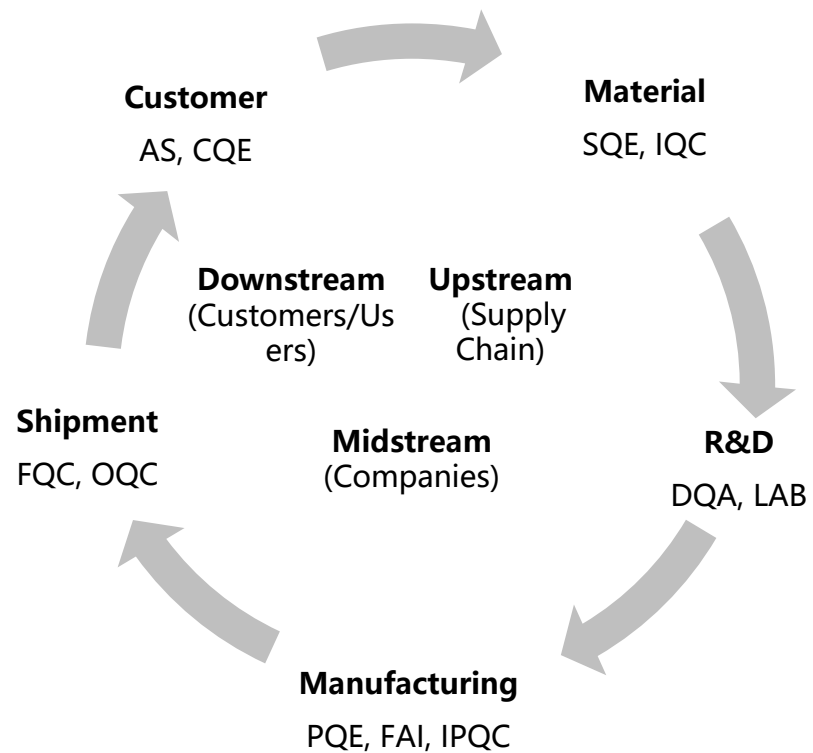 Customer
AS, CQE
Material
SQE, IQC
Downstream
(Customers/Us
ers)
Upstream
(Supply
Chain)
Shipment
FQC, OQC
Midstream
(Companies)
R&D
DQA, LAB
Manufacturing
PQE, FAI, IPQC